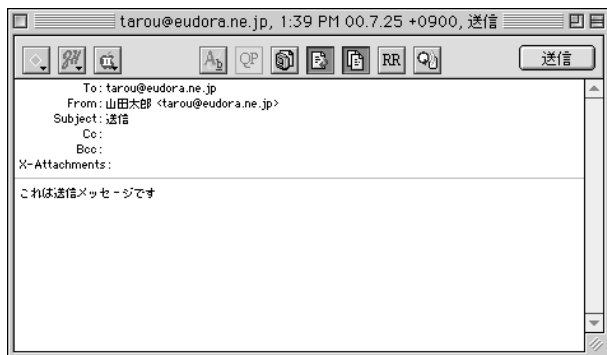 tarou@eudora.ne.jp, 1:39 PM 00.7.25 +0900, 送信
QP
RR
送信
To: tarou@eudora.ne.jp
From: 山田太郎 <tarou@eudora.ne.jp>
Subject: 送信
Cc:
Bcc:
X-Attachments:
これは送信メッセージです